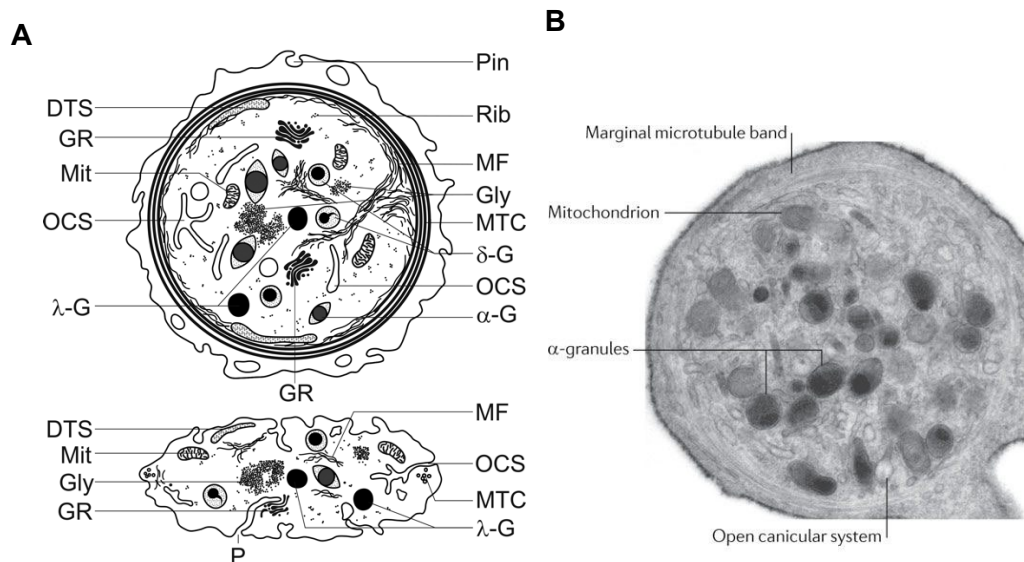 A
Pin
DTS
Rib
GR
MF
Mit
Gly
OCS
MTC
δ-G
OCS
λ-G
α-G
GR
MF
DTS
Mit
OCS
Gly
MTC
GR
λ-G
P
B
Marginal microtubule band
Mitochondrion
α-granules
Open canicular system